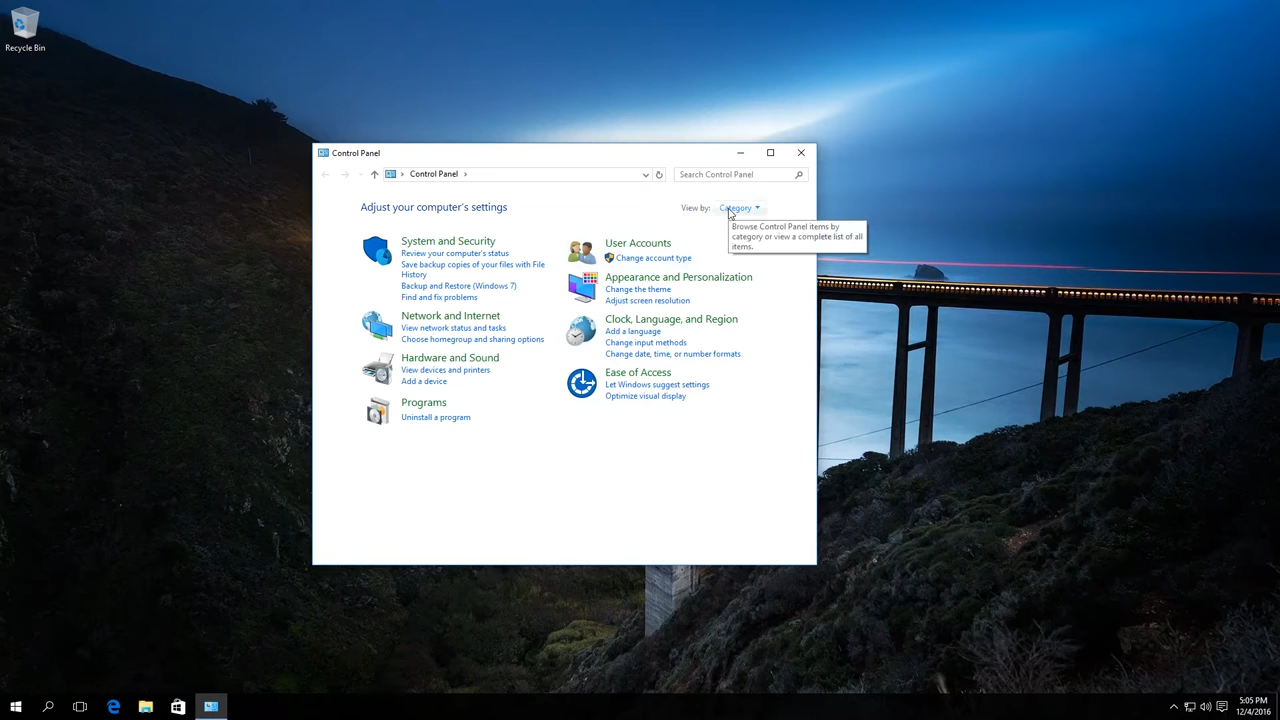 Recycle Bin
Control Panel
Control Panel
Search Control Panel
Adjust your computer's settings
View by: Category
Browse Control Panel items by
category or view a complete list of all
items.
System and Security
Review your computer's status
Save backup copies of your files with File
History
Backup and Restore (Windows 7)
Find and fix problems
Network and Internet
View network status and tasks
Choose homegroup and sharing options
Hardware and Sound
View devices and printers
Add a device
Programs
Uninstall a program
User Accounts
Change account type
Appearance and Personalization
Change the theme
Adjust screen resolution
Clock, Language, and Region
Add a language
Change input methods
Change date, time, or number formats
Ease of Access
Let Windows suggest settings
Optimize visual display
5:05 PM
12/4/2016